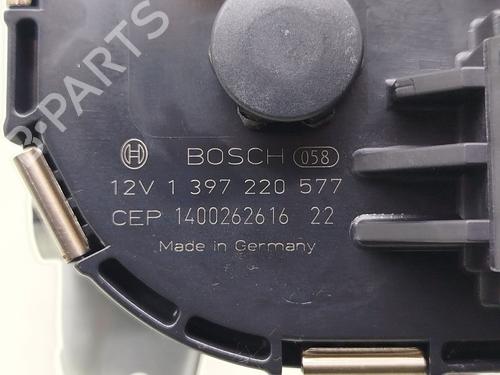 B-PARTS
BOSCH 058
12V 1 397 220 577
CEP 1400262616 22
Made in Germany